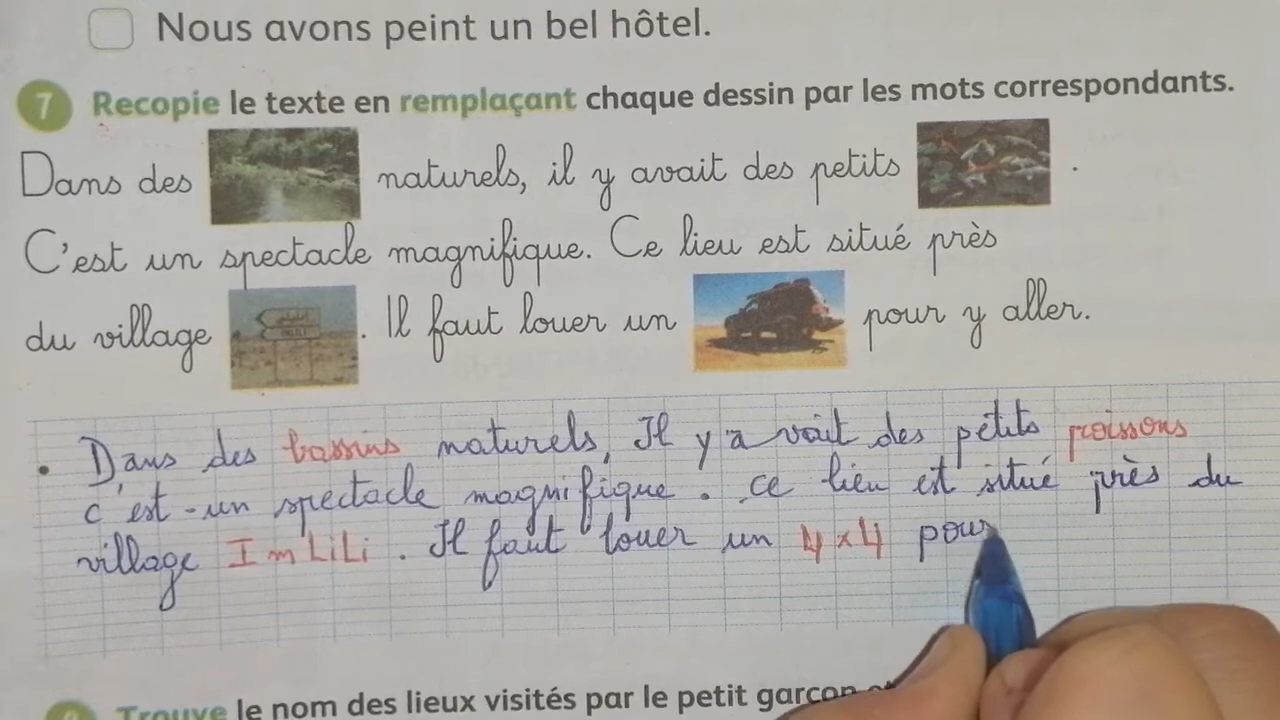 Nous avons peint un bel hôtel.
7 Recopie le texte en remplaçant chaque dessin par les mots correspondants.
Dans des naturels, il y avait des petits .
C'est un spectacle magnifique. Ce lieu est situé près
du village . Il faut louer un pour y aller.
. Dans des bassins naturels, Il y avait des petits poissons
c'est-un spectacle magnifique. ce lieu est situé près du
village ImLiLi. Il faut louer un 4x4 pour
Trouve le nom des lieux visités par le petit garçon